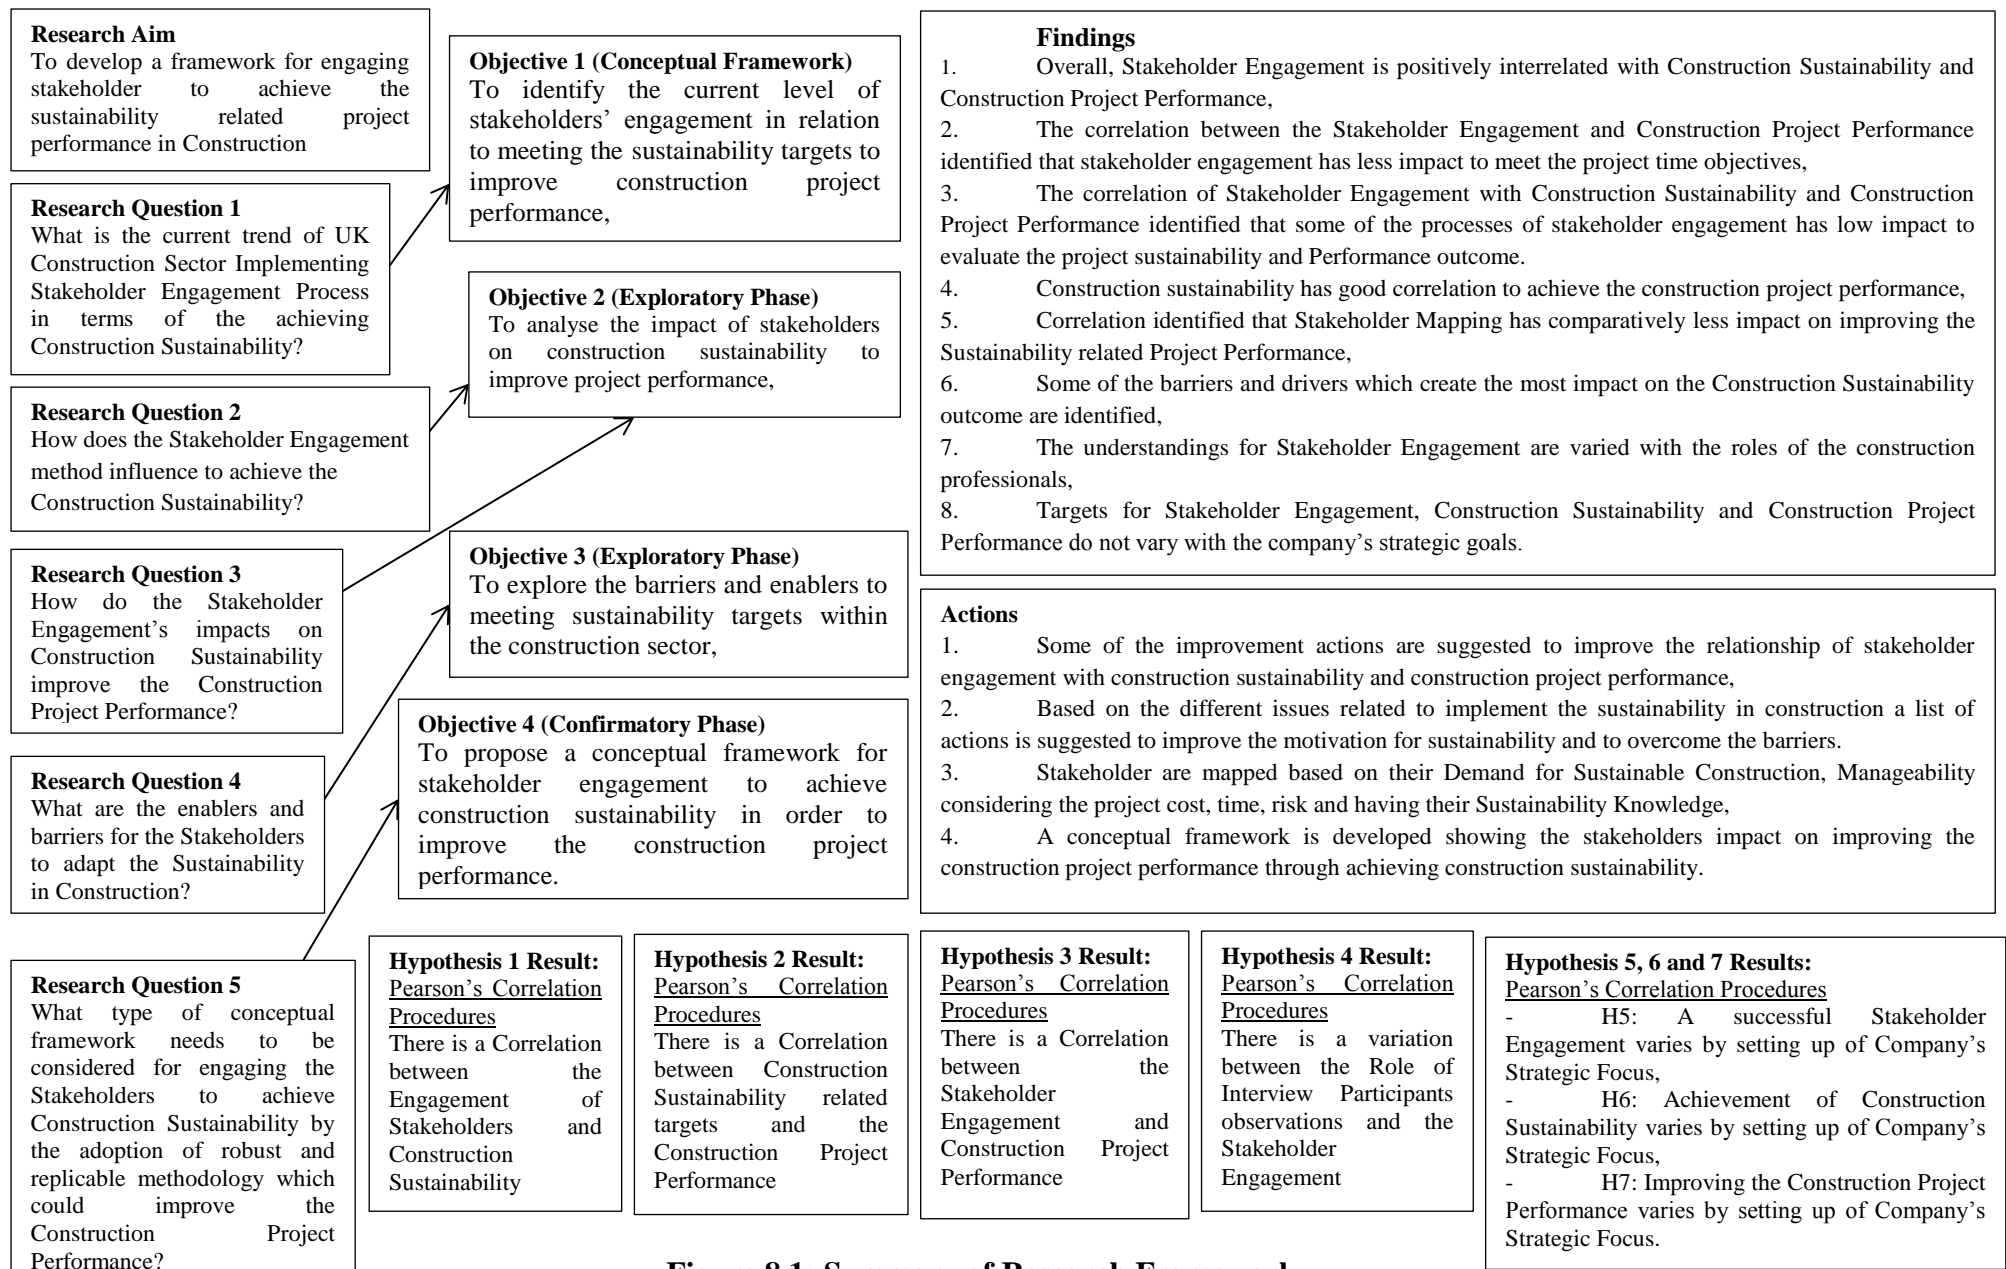 Research Aim
To develop a framework for engaging
stakeholder to achieve the
sustainability related project
performance in Construction
Research Question 1
What is the current trend of UK
Construction Sector Implementing
Stakeholder Engagement Process
in terms of the achieving
Construction Sustainability?
Research Question 2
How does the Stakeholder Engagement
method influence to achieve the
Construction Sustainability?
Research Question 3
How do the Stakeholder
Engagement’s impacts on
Construction Sustainability
improve the Construction
Project Performance?
Research Question 4
What are the enablers and
barriers for the Stakeholders
to adapt the Sustainability
in Construction?
Research Question 5
What type of conceptual
framework needs to be
considered for engaging the
Stakeholders to achieve
Construction Sustainability by
the adoption of robust and
replicable methodology which
could improve the
Construction Project
Performance?
Objective 1 (Conceptual Framework)
To identify the current level of
stakeholders’ engagement in relation
to meeting the sustainability targets to
improve construction project
performance,
Objective 2 (Exploratory Phase)
To analyse the impact of stakeholders
on construction sustainability to
improve project performance,
Objective 3 (Exploratory Phase)
To explore the barriers and enablers to
meeting sustainability targets within
the construction sector,
Objective 4 (Confirmatory Phase)
To propose a conceptual framework for
stakeholder engagement to achieve
construction sustainability in order to
improve the construction project
performance.
Findings
1. Overall, Stakeholder Engagement is positively interrelated with Construction Sustainability and
Construction Project Performance,
2. The correlation between the Stakeholder Engagement and Construction Project Performance
identified that stakeholder engagement has less impact to meet the project time objectives,
3. The correlation of Stakeholder Engagement with Construction Sustainability and Construction
Project Performance identified that some of the processes of stakeholder engagement has low impact to
evaluate the project sustainability and Performance outcome.
4. Construction sustainability has good correlation to achieve the construction project performance,
5. Correlation identified that Stakeholder Mapping has comparatively less impact on improving the
Sustainability related Project Performance,
6. Some of the barriers and drivers which create the most impact on the Construction Sustainability
outcome are identified,
7. The understandings for Stakeholder Engagement are varied with the roles of the construction
professionals,
8. Targets for Stakeholder Engagement, Construction Sustainability and Construction Project
Performance do not vary with the company’s strategic goals.
Actions
1. Some of the improvement actions are suggested to improve the relationship of stakeholder
engagement with construction sustainability and construction project performance,
2. Based on the different issues related to implement the sustainability in construction a list of
actions is suggested to improve the motivation for sustainability and to overcome the barriers.
3. Stakeholder are mapped based on their Demand for Sustainable Construction, Manageability
considering the project cost, time, risk and having their Sustainability Knowledge,
4. A conceptual framework is developed showing the stakeholders impact on improving the
construction project performance through achieving construction sustainability.
Hypothesis 1 Result:
Pearson’s Correlation
Procedures
There is a Correlation
between the
Engagement of
Stakeholders and
Construction
Sustainability
Hypothesis 2 Result:
Pearson’s Correlation
Procedures
There is a Correlation
between Construction
Sustainability related
targets and the
Construction Project
Performance
Hypothesis 3 Result:
Pearson’s Correlation
Procedures
There is a Correlation
between the
Stakeholder
Engagement and
Construction Project
Performance
Hypothesis 4 Result:
Pearson’s Correlation
Procedures
There is a variation
between the Role of
Interview Participants
observations and the
Stakeholder
Engagement
Hypothesis 5, 6 and 7 Results:
Pearson’s Correlation Procedures
- H5: A successful Stakeholder
Engagement varies by setting up of Company’s
Strategic Focus,
- H6: Achievement of Construction
Sustainability varies by setting up of Company’s
Strategic Focus,
- H7: Improving the Construction Project
Performance varies by setting up of Company’s
Strategic Focus.
Figure 8.1: Summary of Research Framework